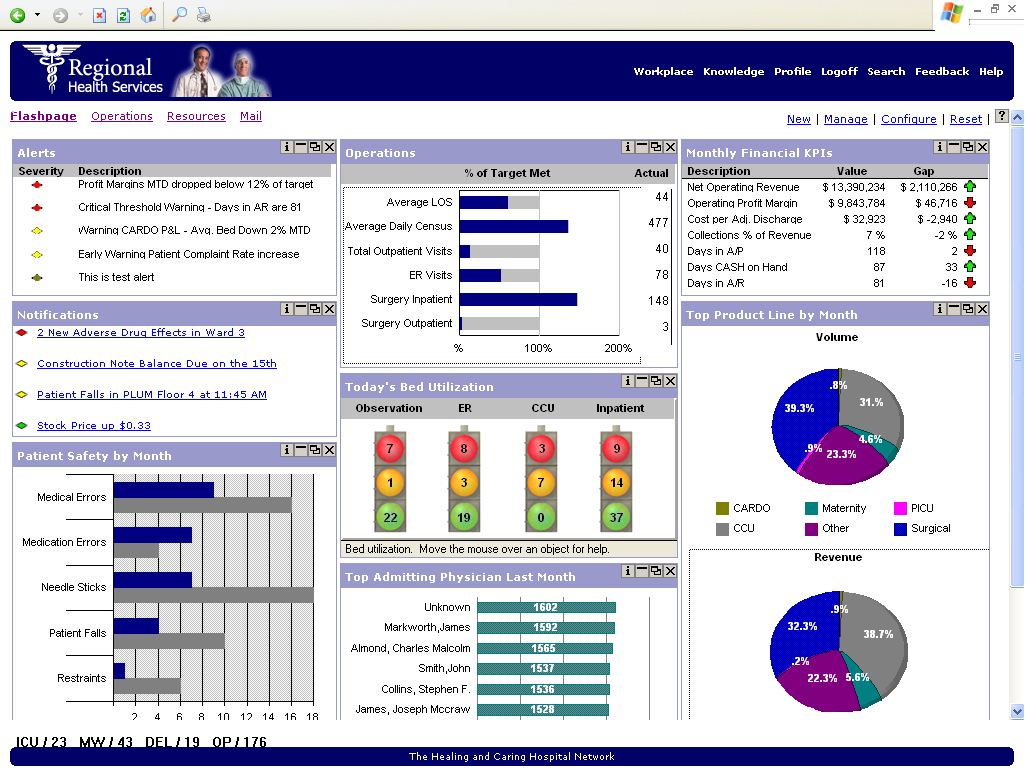 Regional
Health Services
Workplace Knowledge Profile Logoff Search Feedback Help
Flashpage Operations Resources Mail
New | Manage | Configure | Reset | ?
Alerts
Severity Description
Profit Margins MTD dropped below 12% of target
Critical Threshold Warning - Days in AR are 81
Warning CARDO P&L - Avg. Bed Down 2% MTD
Early Warning Patient Complaint Rate increase
This is test alert
Notifications
2 New Adverse Drug Effects in Ward 3
Construction Note Balance Due on the 15th
Patient Falls in PLUM Floor 4 at 11:45 AM
Stock Price up $0.33
Patient Safety by Month
Medical Errors
Medication Errors
Needle Sticks
Patient Falls
Restraints
2 4 6 8 10 12 14 16 18
Operations
% of Target Met Actual
Average LOS 44
Average Daily Census 477
Total Outpatient Visits 40
ER Visits 78
Surgery Inpatient 148
Surgery Outpatient 3
% 100% 200%
Today's Bed Utilization
Observation ER CCU Inpatient
7 8 3 9
1 3 7 14
22 19 0 37
Bed utilization. Move the mouse over an object for help.
Top Admitting Physician Last Month
Unknown 1602
Markworth,James 1592
Almond, Charles Malcolm 1565
Smith,John 1537
Collins, Stephen F. 1536
James, Joseph Mccraw 1528
Monthly Financial KPIs
Description Value Gap
Net Operating Revenue $ 13,390,234 $ 2,110,266
Operating Profit Margin $ 9,843,784 $ 46,716
Cost per Adj. Discharge $ 32,923 $ -2,940
Collections % of Revenue 7 % -2 %
Days in A/P 118 2
Days CASH on Hand 87 33
Days in A/R 81 -16
Top Product Line by Month
Volume
.8%
39.3% 31.%
4.6%
.9% 23.3%
CARDO Maternity PICU
CCU Other Surgical
Revenue
.9%
32.3% 38.7%
.2%
22.3% 5.6%
ICU / 23 MW / 43 DEL / 19 OP / 176
The Healing and Caring Hospital Network